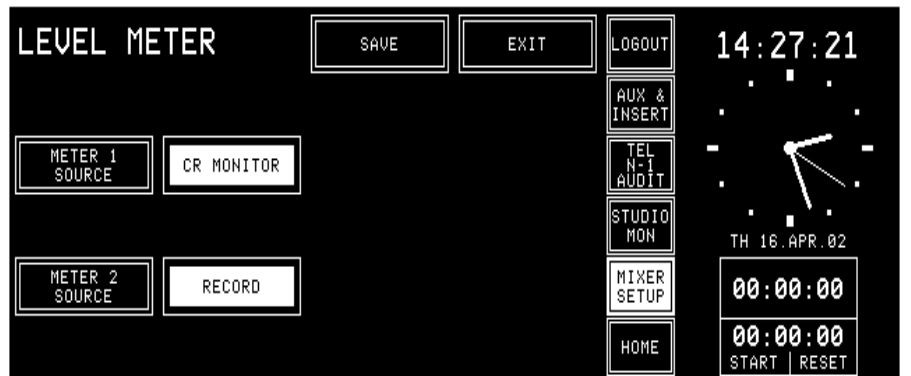 LEVEL METER
SAVE
EXIT
LOGOUT
14:27:21
AUX &
INSERT
METER 1
SOURCE
CR MONITOR
TEL
N-1
AUDIT
STUDIO
MON
TH 16.APR.02
METER 2
SOURCE
RECORD
MIXER
SETUP
00:00:00
HOME
00:00:00
START | RESET